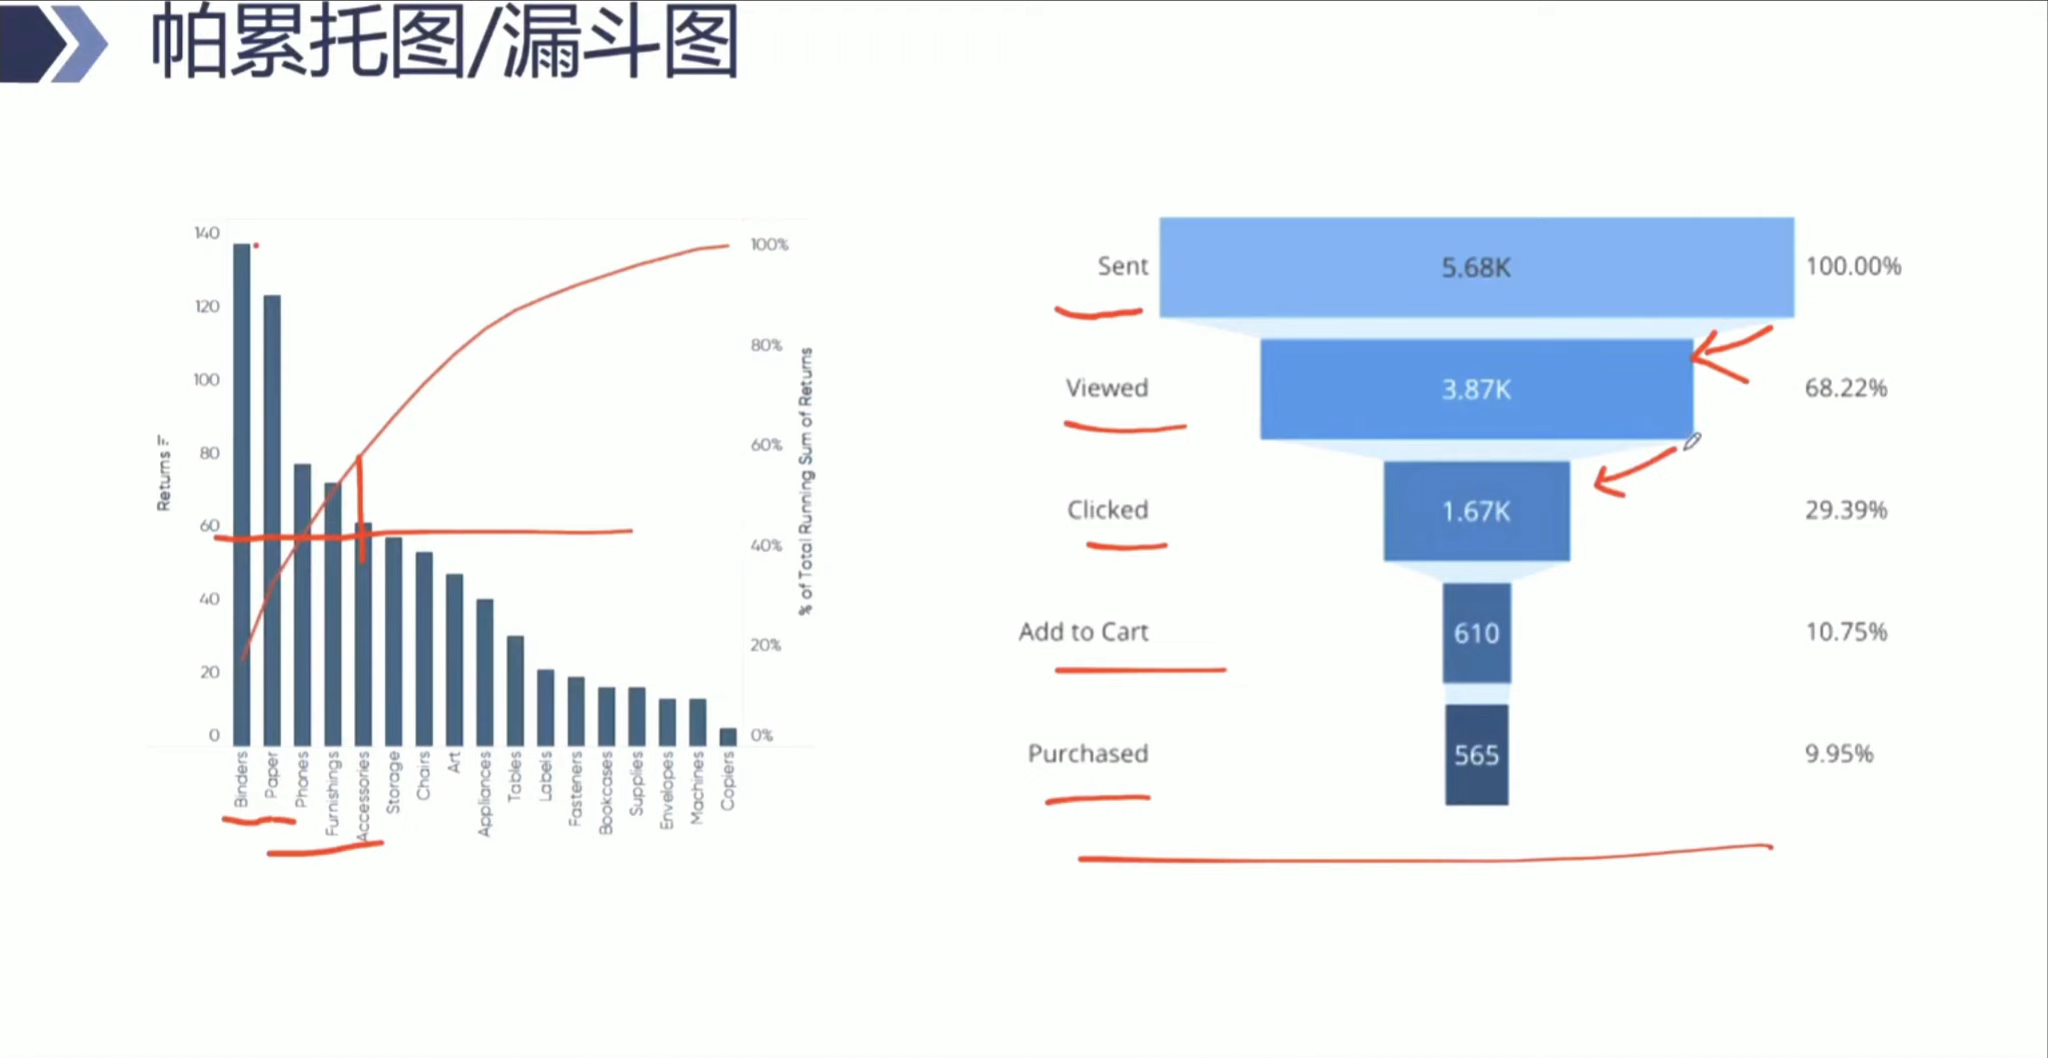 帕累托图/漏斗图
Returns
140
120
100
80
60
40
20
0
100%
80%
60%
40%
20%
0%
% of Total Running Sum of Returns
Binders
Paper
Phones
Furnishings
Accessories
Storage
Chairs
Art
Appliances
Tables
Labels
Fasteners
Bookcases
Supplies
Envelopes
Machines
Copiers
Sent 5.68K 100.00%
Viewed 3.87K 68.22%
Clicked 1.67K 29.39%
Add to Cart 610 10.75%
Purchased 565 9.95%